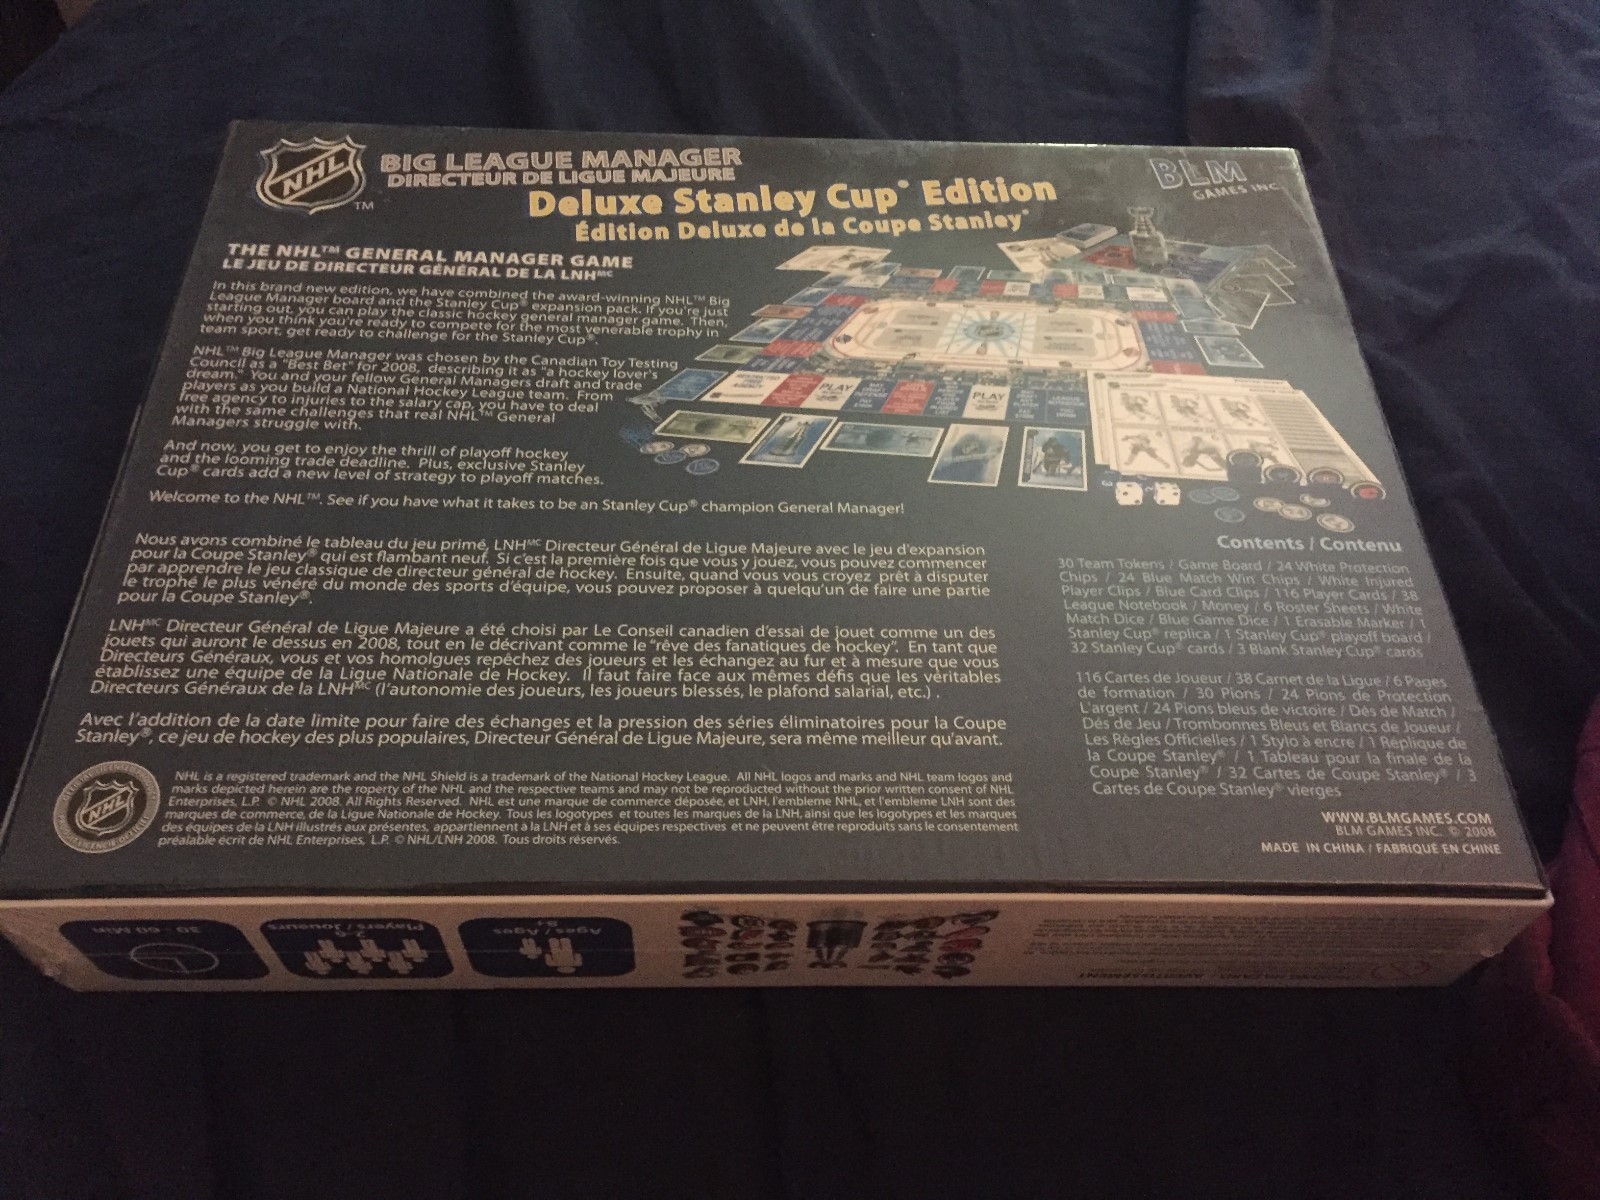 NHL
TM
BIG LEAGUE MANAGER
DIRECTEUR DE LIGUE MAJEURE
Deluxe Stanley Cup® Edition
Édition Deluxe de la Coupe Stanley®
BLM
GAMES INC.
THE NHL™ GENERAL MANAGER GAME
LE JEU DE DIRECTEUR GÉNÉRAL DE LA LNHᴹᶜ
In this brand new edition, we have combined the award-winning NHL™ Big
League Manager board and the Stanley Cup® expansion pack. If you're just
starting out, you can play the classic hockey general manager game. Then,
when you think you're ready to compete for the most venerable trophy in
team sport, get ready to challenge for the Stanley Cup®.
NHL™ Big League Manager was chosen by the Canadian Toy Testing
Council as a "Best Bet" for 2008, describing it as "a hockey lover's
dream." You and your fellow General Managers draft and trade
players as you build a National Hockey League team. From
free agency to injuries to the salary cap, you have to deal
with the same challenges that real NHL™ General
Managers struggle with.
And now, you get to enjoy the thrill of playoff hockey
and the looming trade deadline. Plus, exclusive Stanley
Cup® cards add a new level of strategy to playoff matches.
Welcome to the NHL™. See if you have what it takes to be an Stanley Cup® champion General Manager!
PLAY
PLAY
Nous avons combiné le tableau du jeu primé, LNHᴹᶜ Directeur Général de Ligue Majeure avec le jeu d'expansion
pour la Coupe Stanley® qui est flambant neuf. Si c'est la première fois que vous y jouez, vous pouvez commencer
par apprendre le jeu classique de directeur général de hockey. Ensuite, quand vous vous croyez prêt à disputer
le trophé le plus vénéré du monde des sports d'équipe, vous pouvez proposer à quelqu'un de faire une partie
pour la Coupe Stanley®.
LNHᴹᶜ Directeur Général de Ligue Majeure a été choisi par Le Conseil canadien d'essai de jouet comme un des
jouets qui auront le dessus en 2008, tout en le décrivant comme le "rêve des fanatiques de hockey". En tant que
Directeurs Généraux, vous et vos homolgues repêchez des joueurs et les échangez au fur et à mesure que vous
établissez une équipe de la Ligue Nationale de Hockey. Il faut faire face aux mêmes défis que les véritables
Directeurs Généraux de la LNHᴹᶜ (l'autonomie des joueurs, les joueurs blessés, le plafond salarial, etc.) .
Avec l'addition de la date limite pour faire des échanges et la pression des séries éliminatoires pour la Coupe
Stanley®, ce jeu de hockey des plus populaires, Directeur Général de Ligue Majeure, sera même meilleur qu'avant.
Contents / Contenu
30 Team Tokens / Game Board / 24 White Protection
Chips / 24 Blue Match Win Chips / White Injured
Player Clips / Blue Card Clips / 116 Player Cards / 38
League Notebook / Money / 6 Roster Sheets / White
Match Dice / Blue Game Dice / 1 Erasable Marker / 1
Stanley Cup® replica / 1 Stanley Cup® playoff board /
32 Stanley Cup® cards / 3 Blank Stanley Cup® cards
116 Cartes de Joueur / 38 Carnet de la Ligue / 6 Pages
de formation / 30 Pions / 24 Pions de Protection
L'argent / 24 Pions bleus de victoire / Dés de Match /
Dés de Jeu / Trombonnes Bleus et Blancs de Joueur /
Les Règles Officielles / 1 Stylo à encre / 1 Réplique de
la Coupe Stanley® / 1 Tableau pour la finale de la
Coupe Stanley® / 32 Cartes de Coupe Stanley® / 3
Cartes de Coupe Stanley® vierges
NHL
NHL is a registered trademark and the NHL Shield is a trademark of the National Hockey League. All NHL logos and marks and NHL team logos and
marks depicted herein are the roperty of the NHL and the respective teams and may not be reproduced without the prior written consent of NHL
Enterprises, L.P. © NHL 2008. All Rights Reserved. NHL est une marque de commerce déposée, et LNH, l'embleme NHL, et l'embleme LNH sont des
marques de commerce, de la Ligue Nationale de Hockey. Tous les logotypes et toutes les marques de la LNH, ainsi que les logotypes et les marques
des équipes de la LNH illustrés aux présentes, appartiennent à la LNH et à ses équipes respectives et ne peuvent être reproduits sans le consentement
préalable écrit de NHL Enterprises, L.P. © NHL/LNH 2008. Tous droits réservés.
WWW.BLMGAMES.COM
BLM GAMES INC. © 2008
MADE IN CHINA / FABRIQUÉ EN CHINE
30 - 60 Min
Players / Joueurs
Ages / Ages